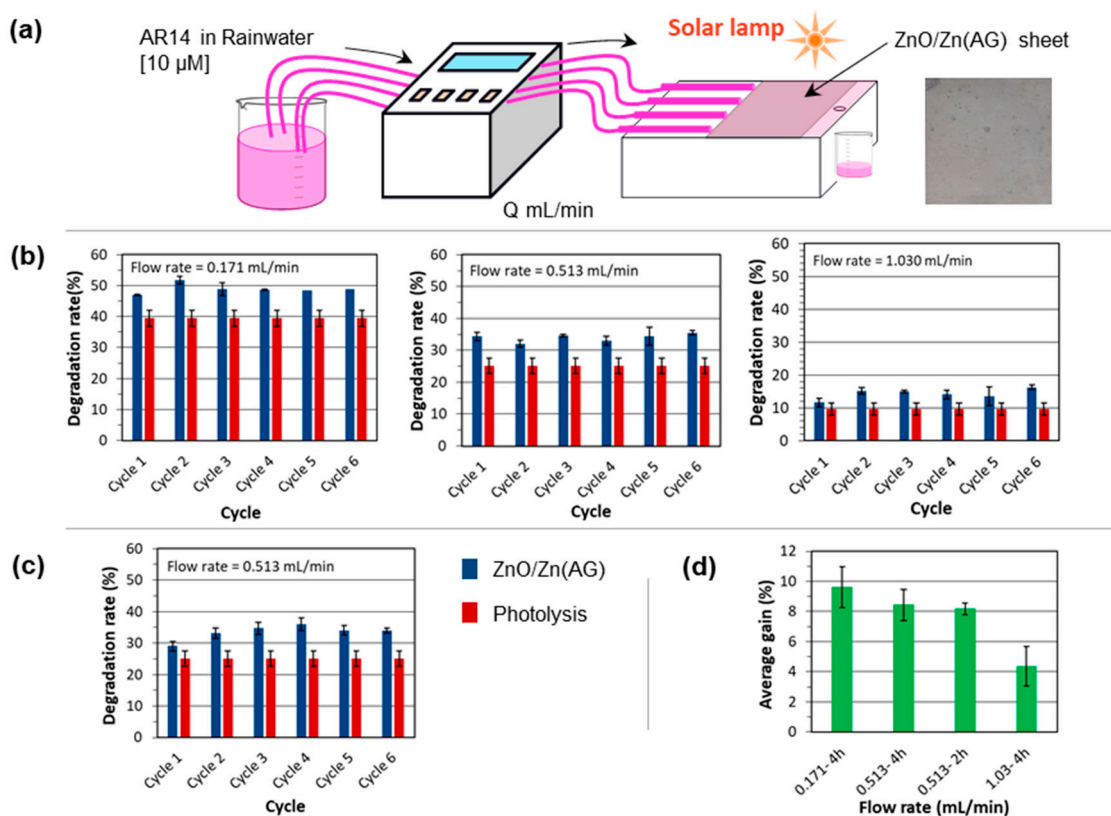 (a)
AR14 in Rainwater
[10 µM]
Solar lamp
ZnO/Zn(AG) sheet
Q mL/min
(b)
Degradation rate(%)
60
50
40
30
20
10
0
Flow rate = 0.171 mL/min
Cycle 1
Cycle 2
Cycle 3
Cycle 4
Cycle 5
Cycle 6
Cycle
Degradation rate (%)
60
50
40
30
20
10
0
Flow rate = 0.513 mL/min
Cycle 1
Cycle 2
Cycle 3
Cycle 4
Cycle 5
Cycle 6
Cycle
Degradation rate (%)
60
50
40
30
20
10
0
Flow rate = 1.030 mL/min
Cycle 1
Cycle 2
Cycle 3
Cycle 4
Cycle 5
Cycle 6
Cycle
(c)
Degradation rate (%)
60
50
40
30
20
10
0
Flow rate = 0.513 mL/min
Cycle 1
Cycle 2
Cycle 3
Cycle 4
Cycle 5
Cycle 6
Cycle
ZnO/Zn(AG)
Photolysis
(d)
Average gain (%)
12
10
8
6
4
2
0
0.171-4h
0.513-4h
0.513-2h
1.03-4h
Flow rate (mL/min)